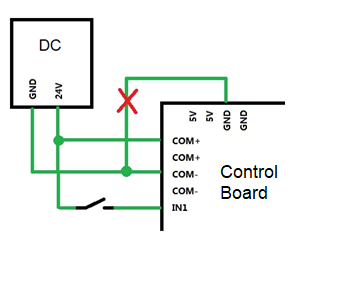 DC
GND
24V
5V
5V
GND
GND
COM+
COM+
COM-
COM-
IN1
Control
Board